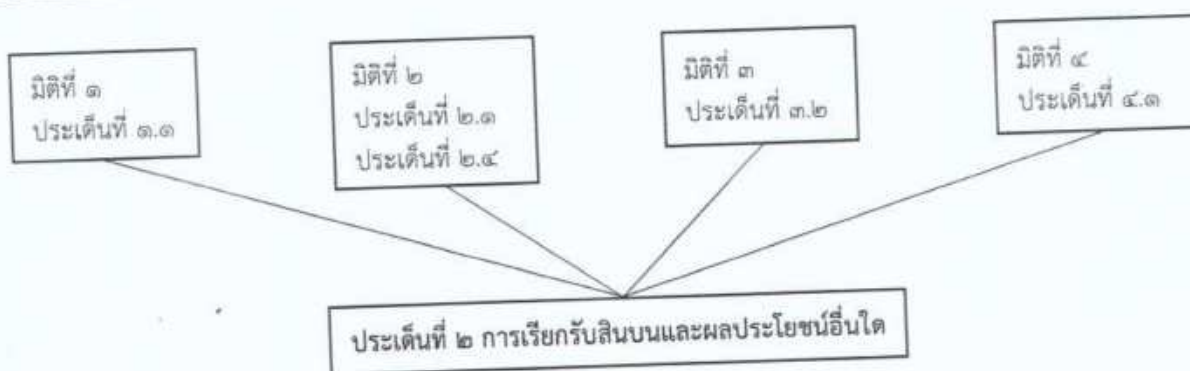 มิติที่ ๑
ประเด็นที่ ๑.๑
มิติที่ ๒
ประเด็นที่ ๒.๑
ประเด็นที่ ๒.๔
มิติที่ ๓
ประเด็นที่ ๓.๒
มิติที่ ๔
ประเด็นที่ ๔.๑
ประเด็นที่ ๒ การเรียกรับสินบนและผลประโยชน์อื่นใด